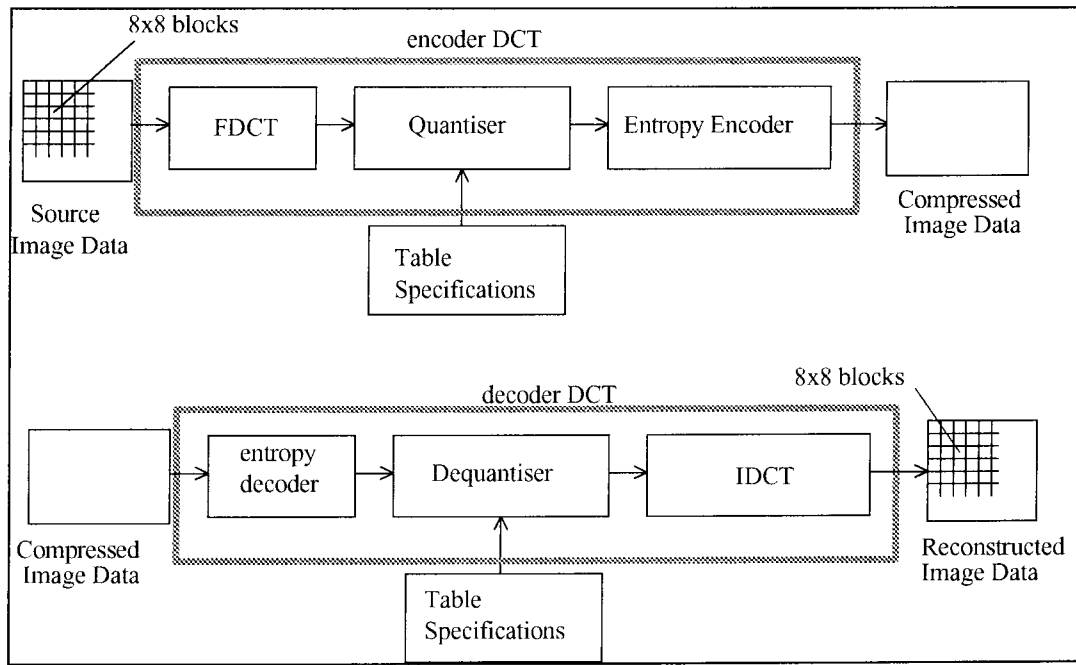 8x8 blocks
encoder DCT
FDCT
Quantiser
Entropy Encoder
Source
Image Data
Compressed
Image Data
Table
Specifications
8x8 blocks
decoder DCT
entropy
decoder
Dequantiser
IDCT
Compressed
Image Data
Reconstructed
Image Data
Table
Specifications